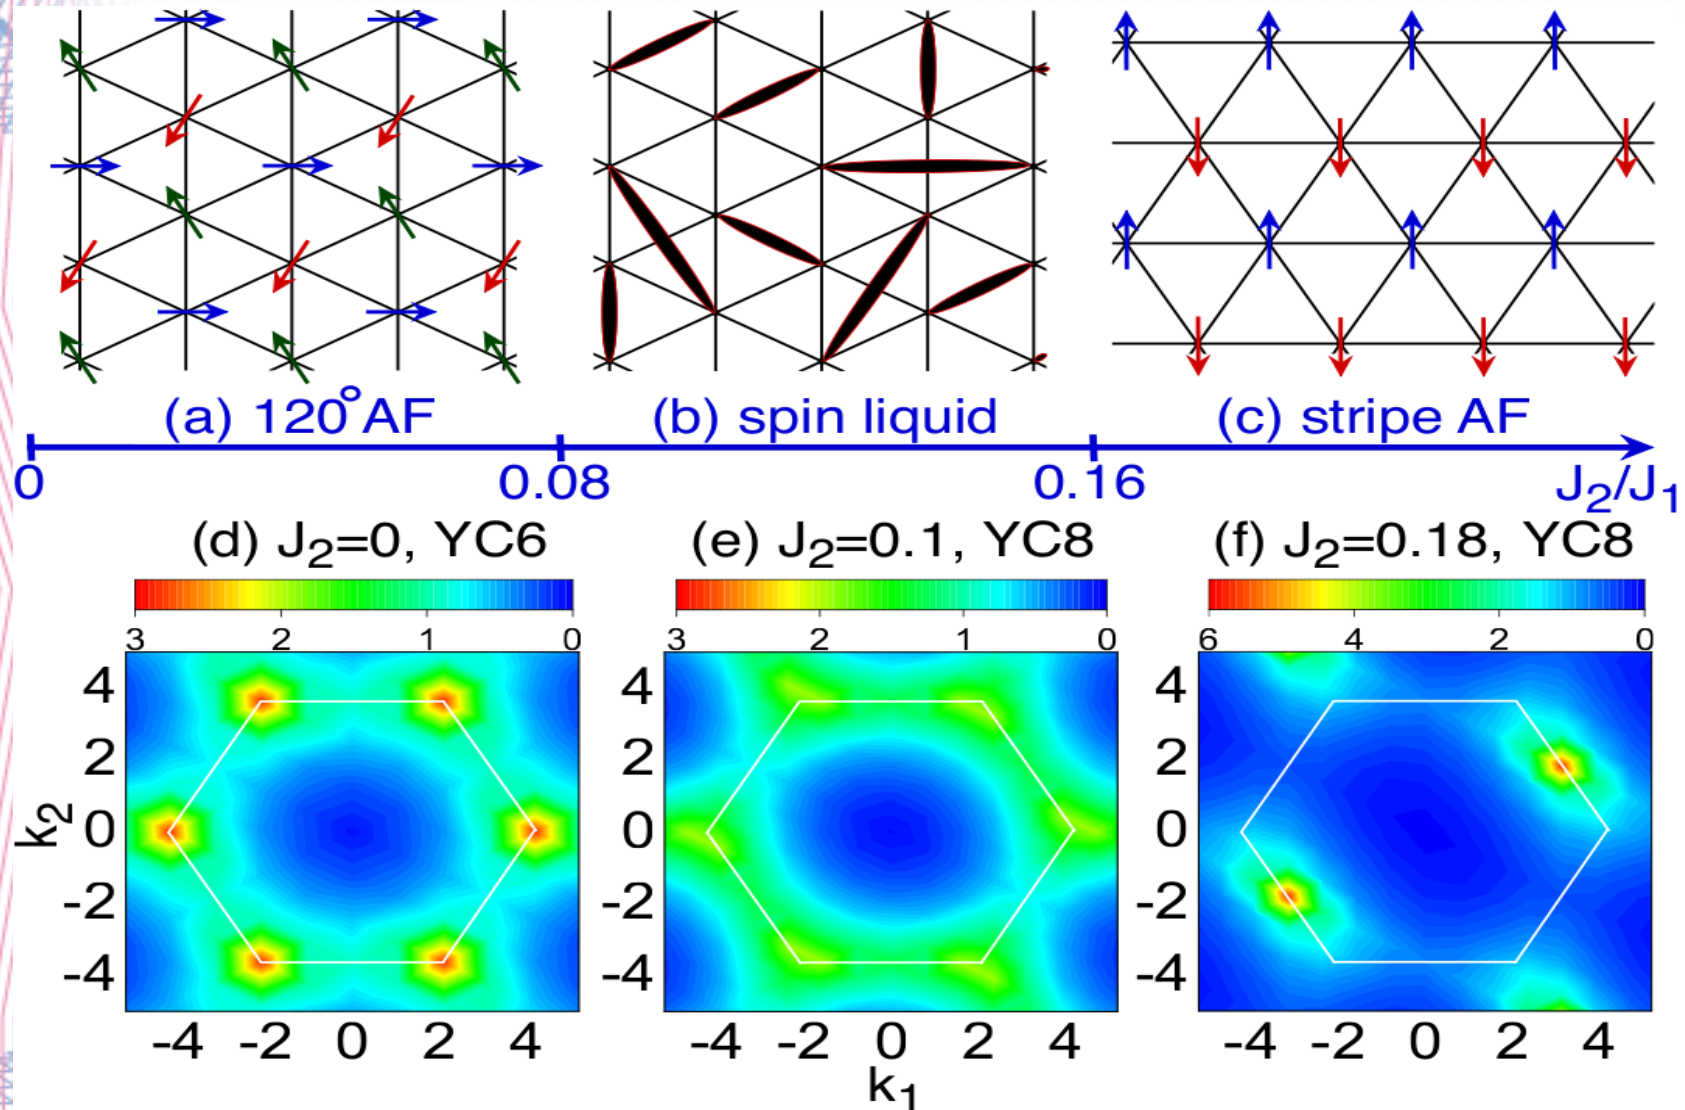 (a) 120°AF (b) spin liquid (c) stripe AF
0 0.08 0.16 J₂/J₁
(d) J₂=0, YC6 (e) J₂=0.1, YC8 (f) J₂=0.18, YC8
3 2 1 0 3 2 1 0 6 4 2 0
4 4 4
2 2 2
k₂ 0 0 0
-2 -2 -2
-4 -4 -4
-4 -2 0 2 4 -4 -2 0 2 4 -4 -2 0 2 4
k₁